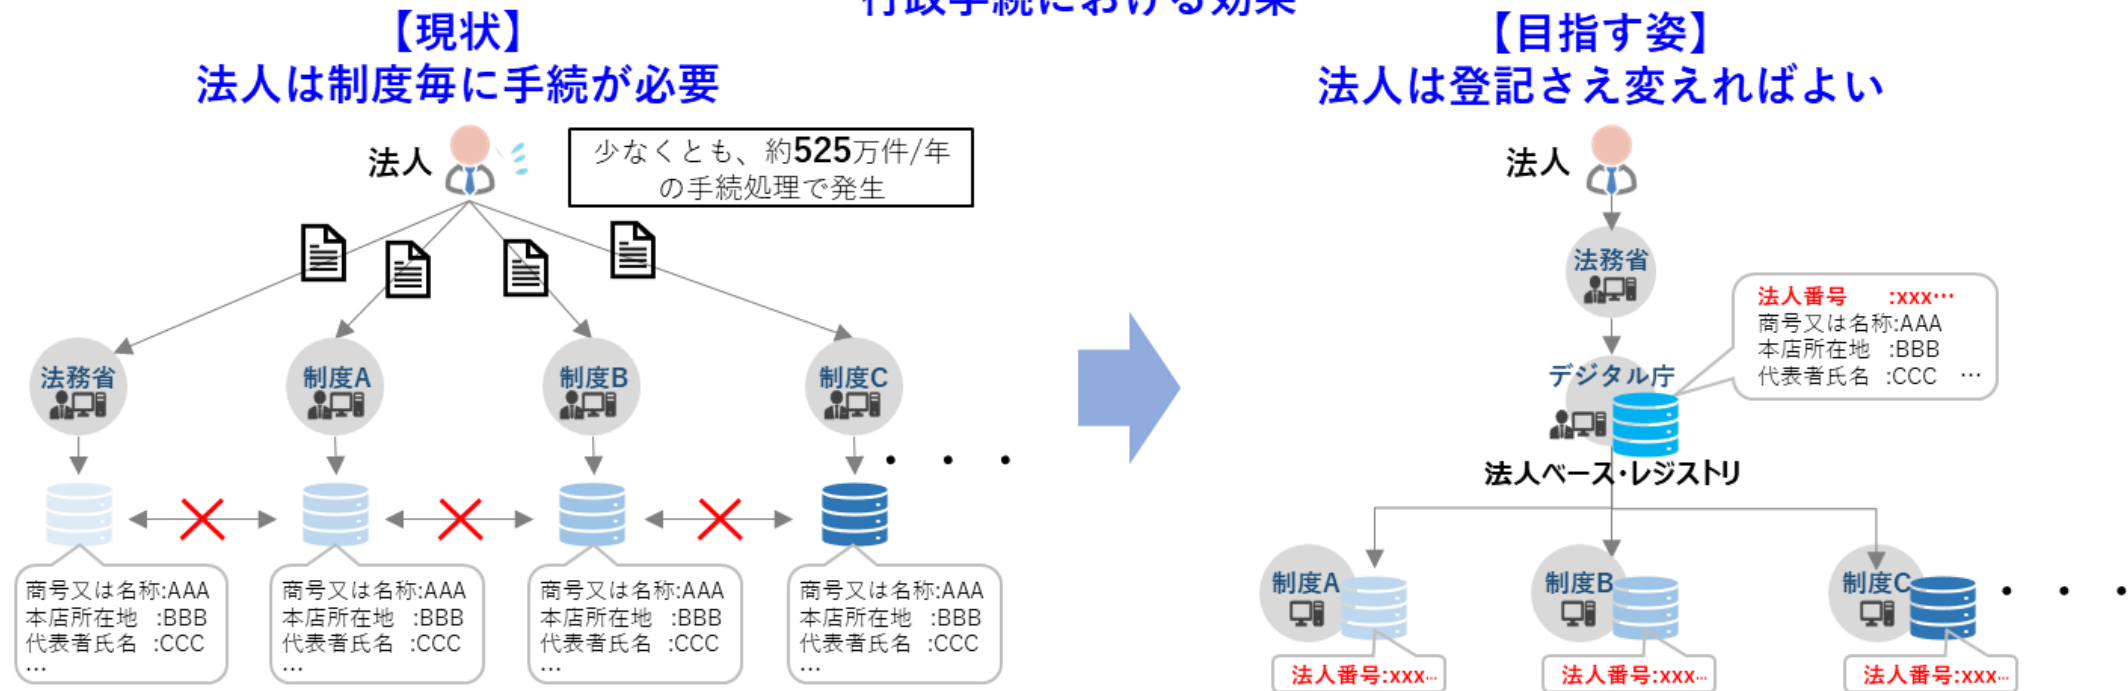 行政手続における効果
【現状】
法人は制度毎に手続が必要
法人
少なくとも、約525万件/年
の手続処理で発生
法務省
制度A
制度B
制度C
・・・
商号又は名称:AAA
本店所在地 :BBB
代表者氏名 :CCC
…
商号又は名称:AAA
本店所在地 :BBB
代表者氏名 :CCC
…
商号又は名称:AAA
本店所在地 :BBB
代表者氏名 :CCC
…
商号又は名称:AAA
本店所在地 :BBB
代表者氏名 :CCC
…
【目指す姿】
法人は登記さえ変えればよい
法人
法務省
法人番号 :xxx…
商号又は名称:AAA
本店所在地 :BBB
代表者氏名 :CCC …
デジタル庁
法人ベース・レジストリ
制度A
制度B
制度C
・・・
法人番号:xxx…
法人番号:xxx…
法人番号:xxx…